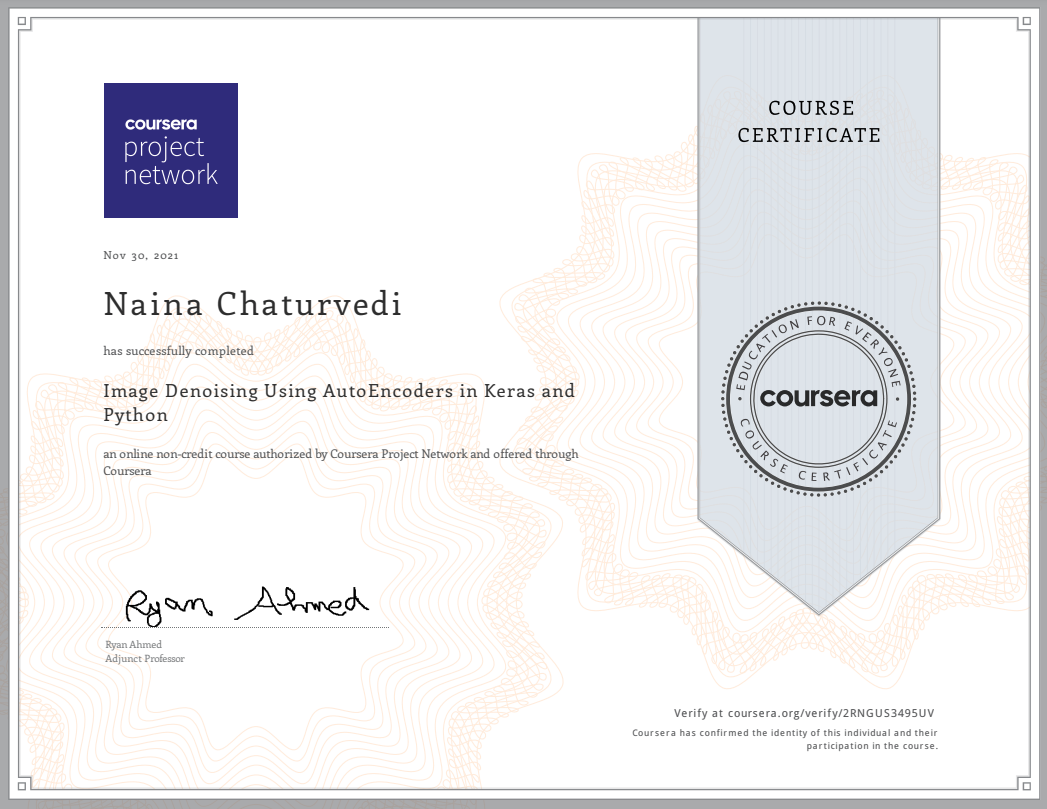 coursera
project
network
COURSE
CERTIFICATE
Nov 30, 2021
Naina Chaturvedi
has successfully completed
Image Denoising Using AutoEncoders in Keras and
Python
an online non-credit course authorized by Coursera Project Network and offered through
Coursera
EDUCATION FOR EVERYONE
coursera
COURSE CERTIFICATE
Ryan Ahmed
Ryan Ahmed
Adjunct Professor
Verify at coursera.org/verify/2RNGUS3495UV
Coursera has confirmed the identity of this individual and their
participation in the course.